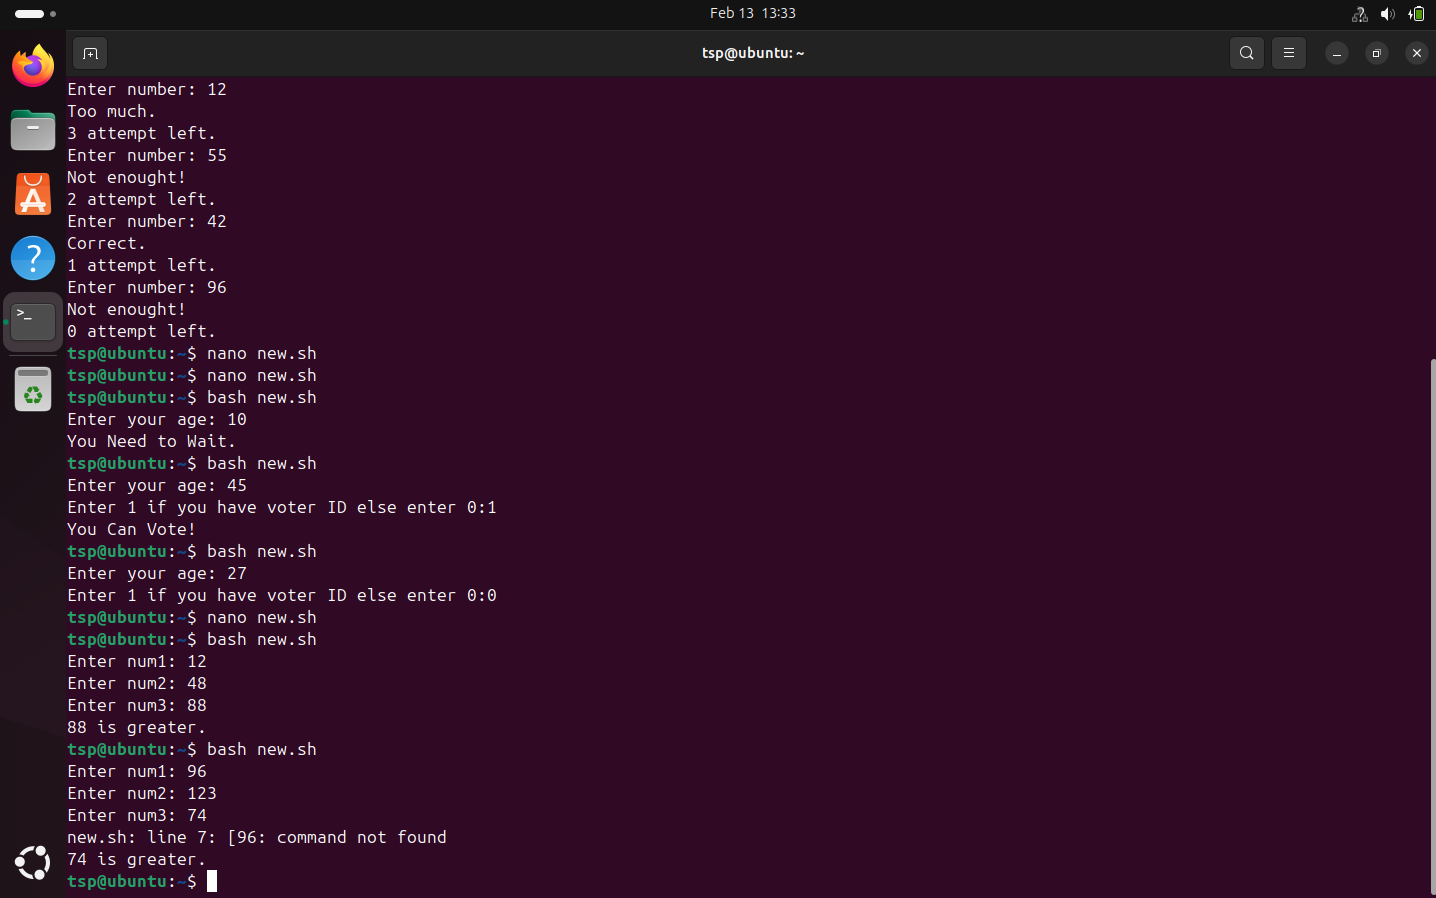 Feb 13 13:33
tsp@ubuntu: ~
Enter number: 12
Too much.
3 attempt left.
Enter number: 55
Not enought!
2 attempt left.
Enter number: 42
Correct.
1 attempt left.
Enter number: 96
Not enought!
0 attempt left.
tsp@ubuntu:~$ nano new.sh
tsp@ubuntu:~$ nano new.sh
tsp@ubuntu:~$ bash new.sh
Enter your age: 10
You Need to Wait.
tsp@ubuntu:~$ bash new.sh
Enter your age: 45
Enter 1 if you have voter ID else enter 0:1
You Can Vote!
tsp@ubuntu:~$ bash new.sh
Enter your age: 27
Enter 1 if you have voter ID else enter 0:0
tsp@ubuntu:~$ nano new.sh
tsp@ubuntu:~$ bash new.sh
Enter num1: 12
Enter num2: 48
Enter num3: 88
88 is greater.
tsp@ubuntu:~$ bash new.sh
Enter num1: 96
Enter num2: 123
Enter num3: 74
new.sh: line 7: [96: command not found
74 is greater.
tsp@ubuntu:~$